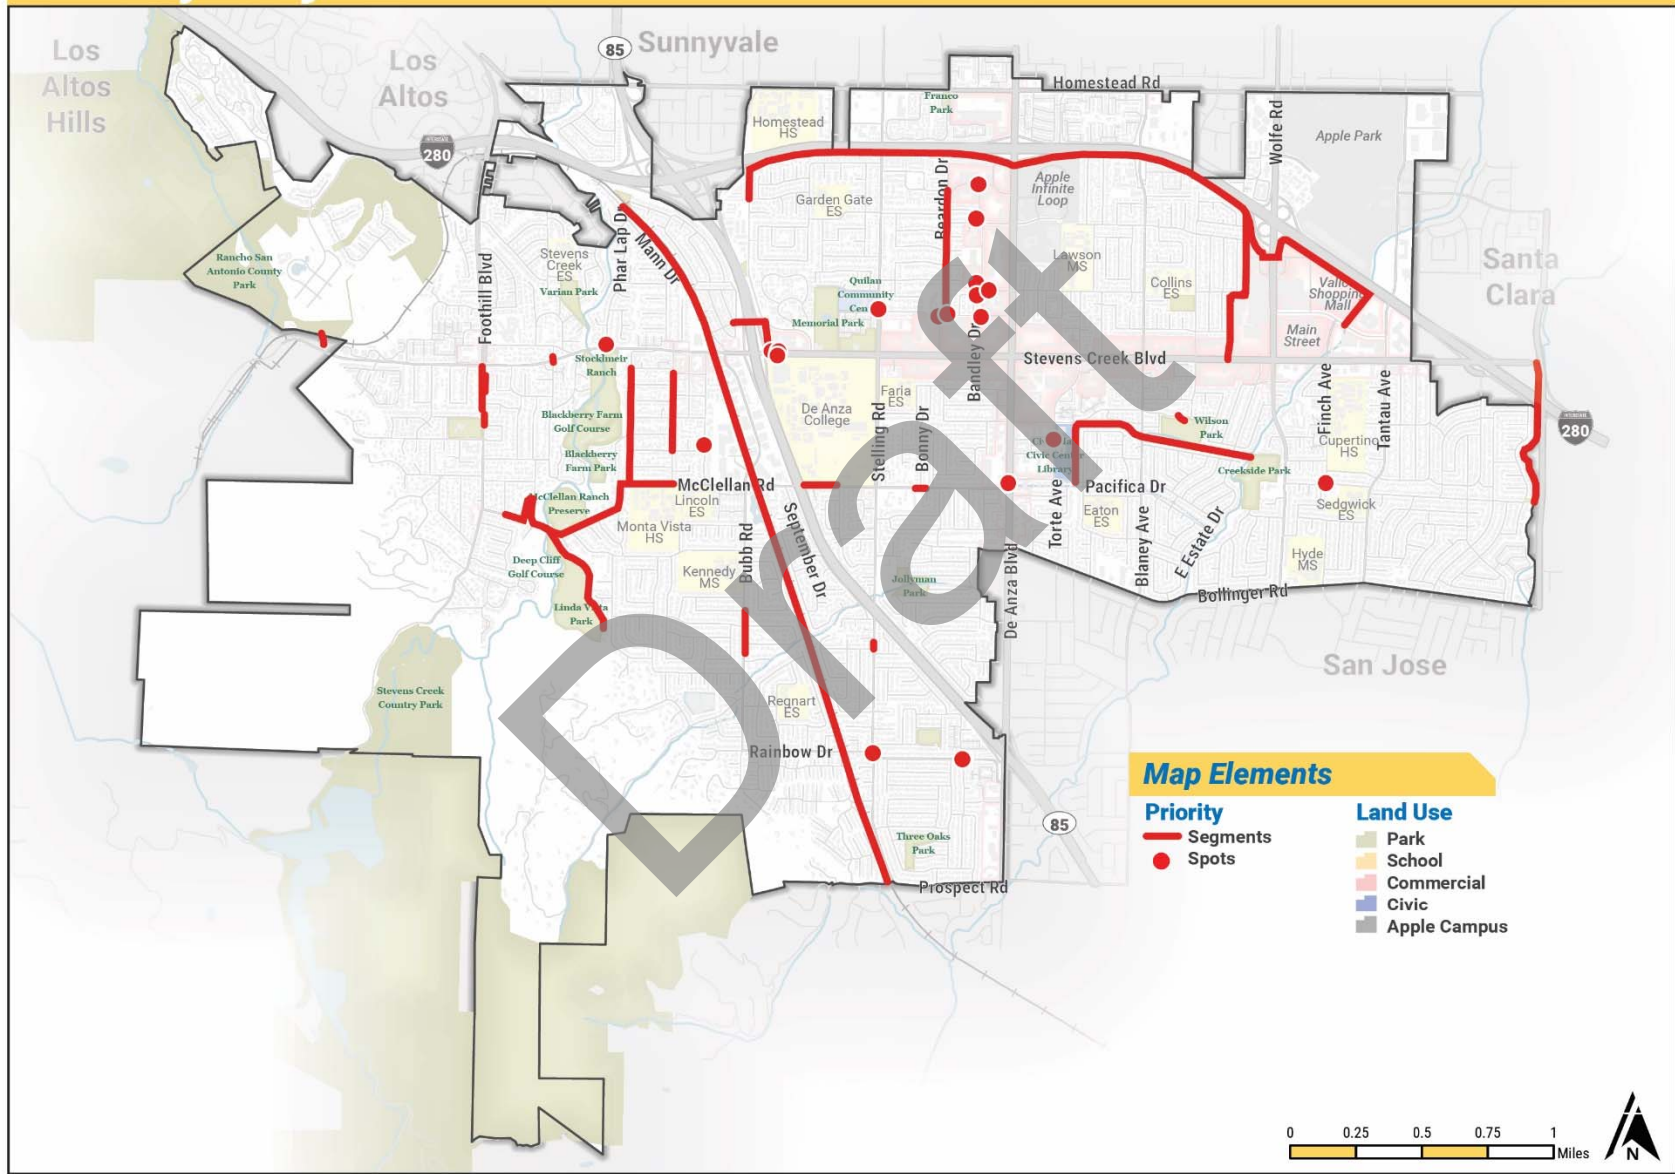 Los
Altos
Hills
Los
Altos
85
Sunnyvale
280
Homestead Rd
Franco
Park
Homestead
HS
Wolfe Rd
Apple Park
Reardon Dr
Apple
Infinite
Loop
Garden Gate
ES
Phar Lap Dr
Mann Dr
Stevens
Creek
ES
Varian Park
Rancho San
Antonio County
Park
Foothill Blvd
Lawson
MS
Collins
ES
Quilan
Community
Cen
Memorial Park
Vallco
Shopping
Mall
Main
Street
Santa
Clara
Stocklmeir
Ranch
Bandley Dr
Stevens Creek Blvd
Faria
ES
De Anza
College
Stelling Rd
Bonny Dr
Blackberry Farm
Golf Course
Blackberry
Farm Park
Finch Ave
Tantau Ave
Wilson
Park
280
Cupertino
HS
Civic Center
Library
Creekside Park
McClellan Rd
Pacifica Dr
McClellan Ranch
Preserve
Lincoln
ES
Monta Vista
HS
Torre Ave
Eaton
ES
Sedgwick
ES
September Dr
Bubb Rd
Blaney Ave
E Estate Dr
Hyde
MS
Deep Cliff
Golf Course
Kennedy
MS
Jollyman
Park
De Anza Blvd
Bollinger Rd
Linda Vista
Park
San Jose
Stevens Creek
Country Park
Regnart
ES
Rainbow Dr
Draft
Three Oaks
Park
85
Prospect Rd
Map Elements
Priority
Segments
Spots
Land Use
Park
School
Commercial
Civic
Apple Campus
0 0.25 0.5 0.75 1
Miles
N